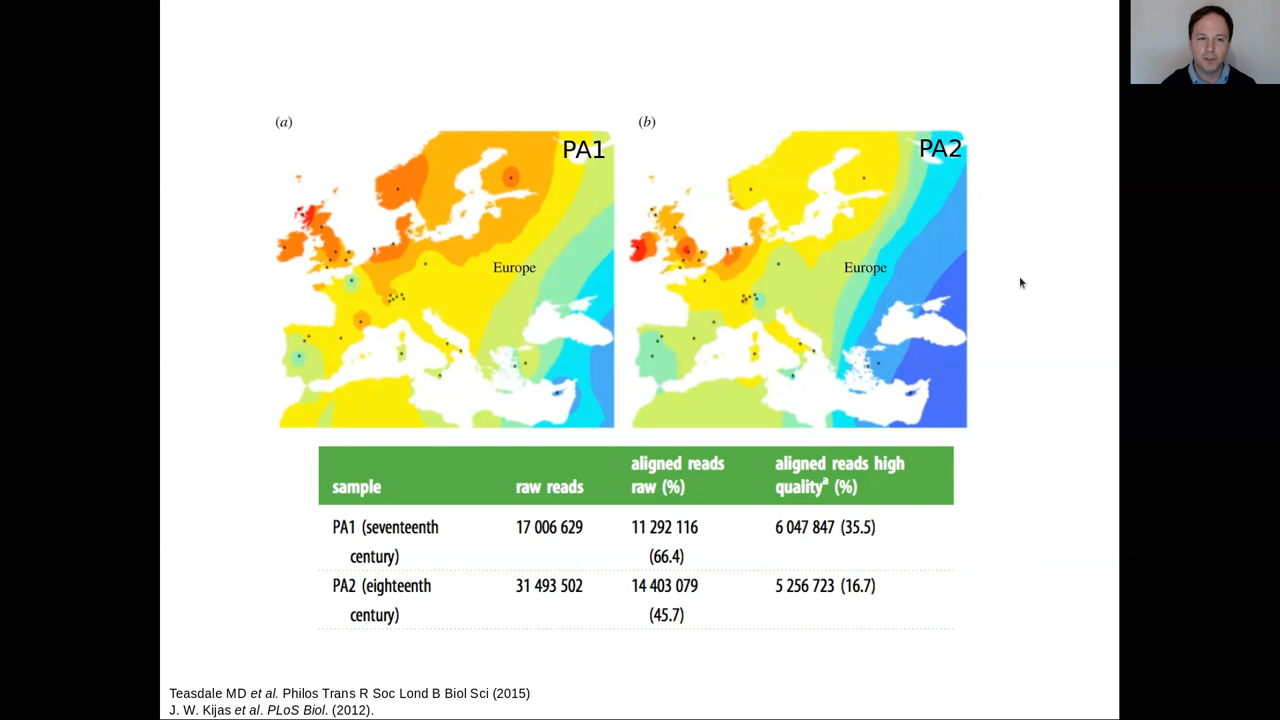 (a)
(b)
PA1
PA2
Europe
Europe
aligned reads
aligned reads high
sample
raw reads
raw (%)
qualityª (%)
PA1 (seventeenth
17 006 629
11 292 116
6 047 847 (35.5)
century)
(66.4)
PA2 (eighteenth
31 493 502
14 403 079
5 256 723 (16.7)
century)
(45.7)
Teasdale MD et al. Philos Trans R Soc Lond B Biol Sci (2015)
J. W. Kijas et al. PLoS Biol. (2012).